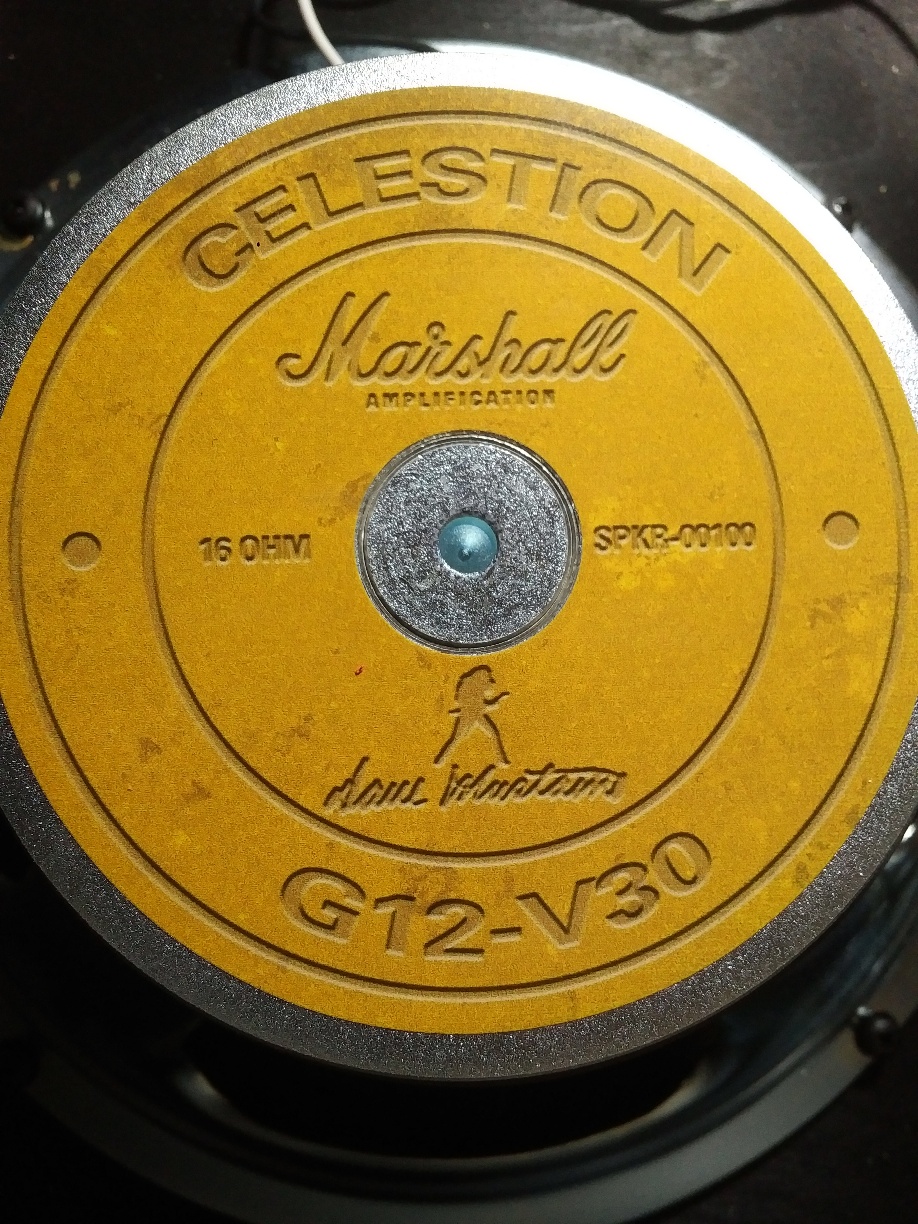 CELESTION
Marshall
AMPLIFICATION
16 OHM
SPKR-00100
G12-V30